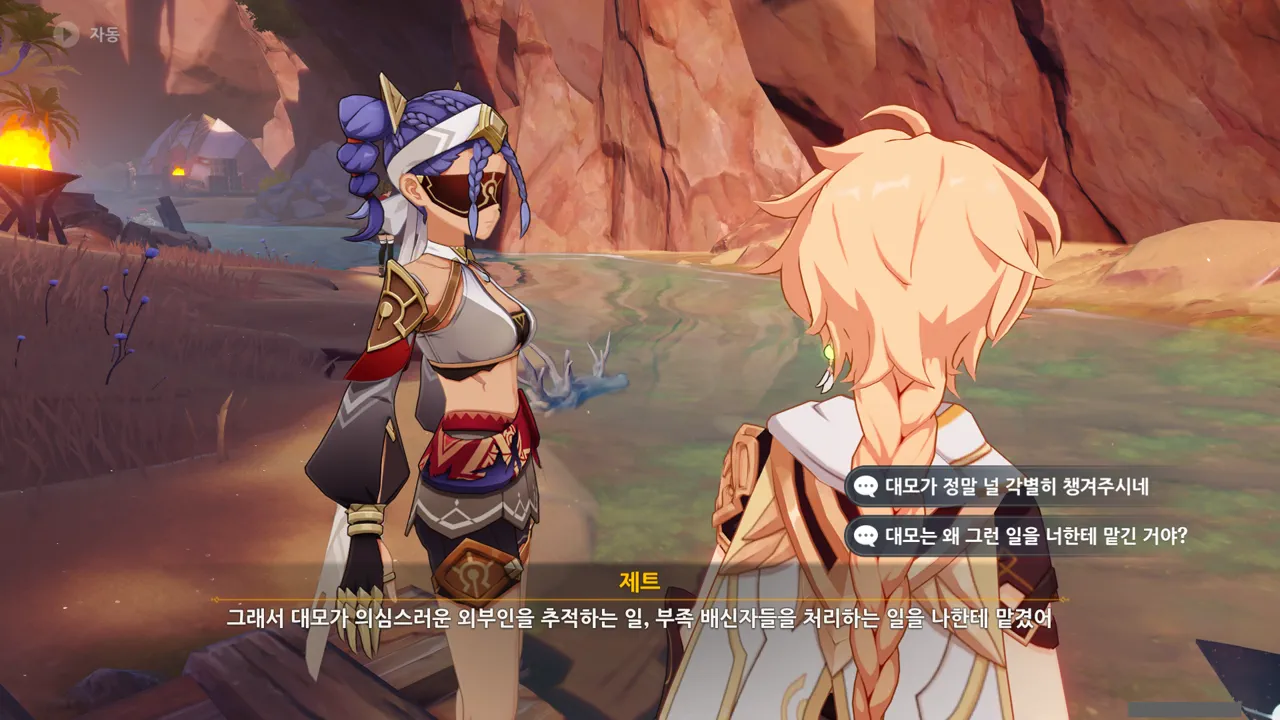 자동
대모가 정말 널 각별히 챙겨주시네
대모는 왜 그런 일을 너한테 맡긴 거야?
제트
그래서 대모가 의심스러운 외부인을 추적하는 일, 부족 배신자들을 처리하는 일을 나한테 맡겼어